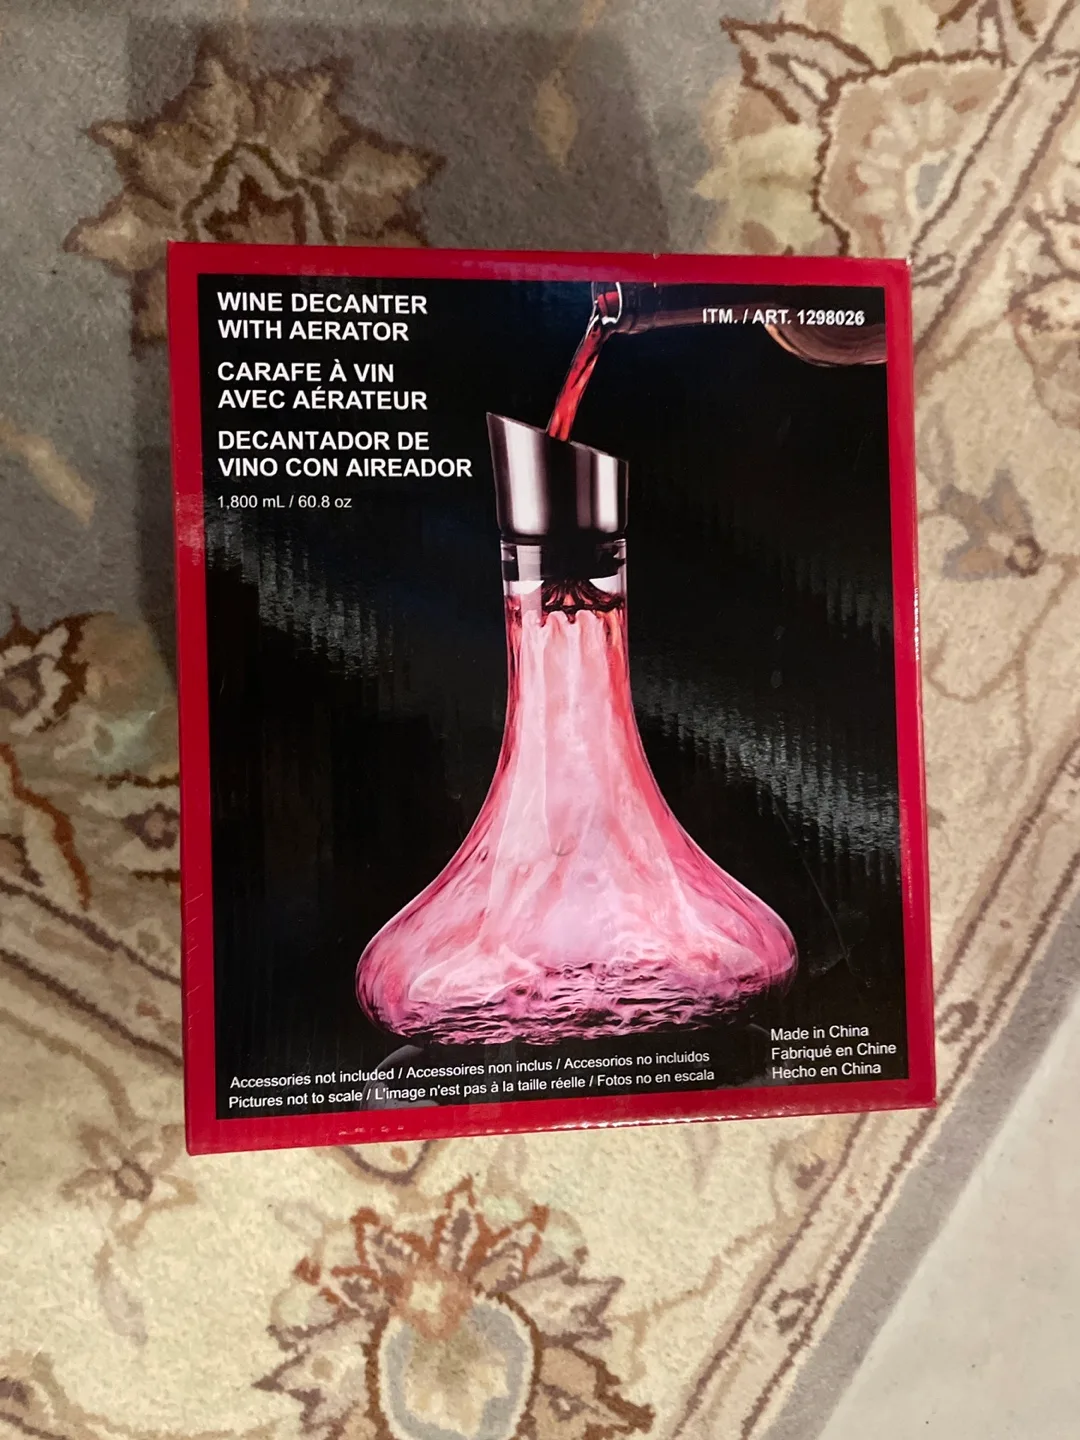 WINE DECANTER
WITH AERATOR
CARAFE À VIN
AVEC AÉRATEUR
DECANTADOR DE
VINO CON AIREADOR
1,800 mL / 60.8 oz
ITM. / ART. 1298026
Accessories not included / Accessoires non inclus / Accesorios no incluidos
Pictures not to scale / L'image n'est pas à la taille réelle / Fotos no en escala
Made in China
Fabriqué en Chine
Hecho en China